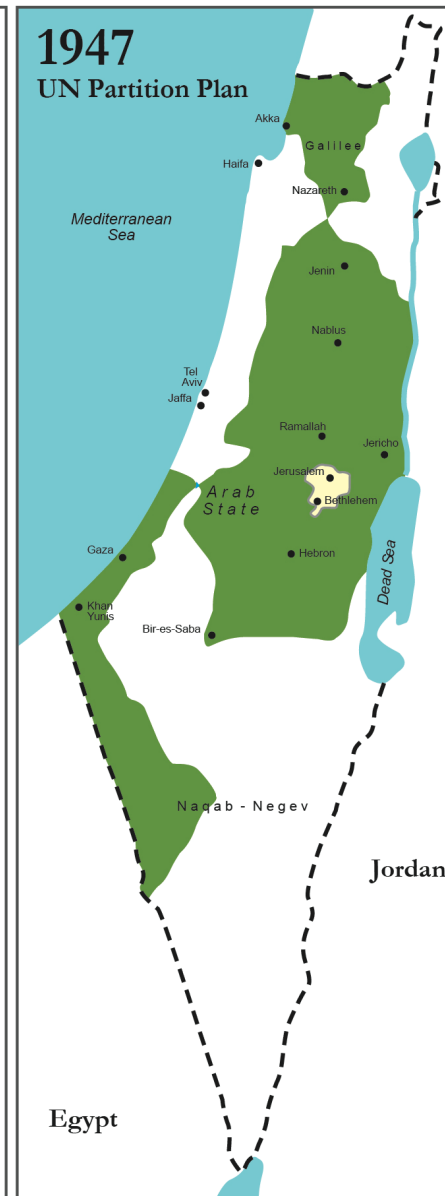 1947
UN Partition Plan
Akka
Galilee
Haifa
Nazareth
Mediterranean
Sea
Jenin
Nablus
Tel
Aviv
Jaffa
Ramallah
Jericho
Jerusalem
Arab
State
Bethlehem
Gaza
Hebron
Dead Sea
Khan
Yunis
Bir-es-Saba
Naqab - Negev
Jordan
Egypt